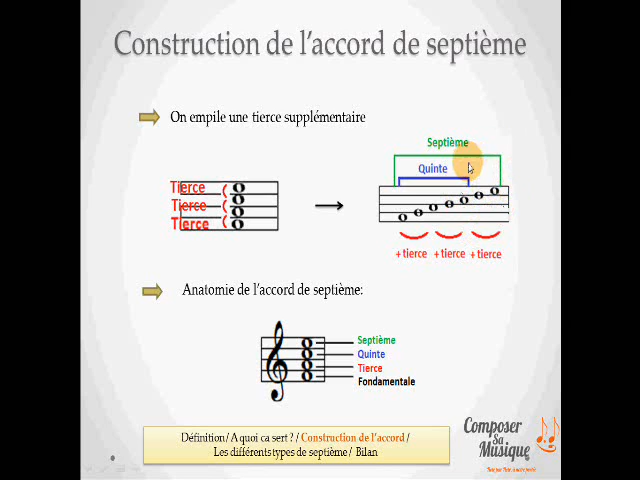 Construction de l'accord de septième
On empile une tierce supplémentaire
Septième
Quinte
Tierce
Tierce
Tierce
+ tierce + tierce + tierce
Anatomie de l'accord de septième:
Septième
Quinte
Tierce
Fondamentale
Définition / A quoi ca sert ? / Construction de l'accord /
Les différents types de septième / Bilan
Composer
Sa
Musique